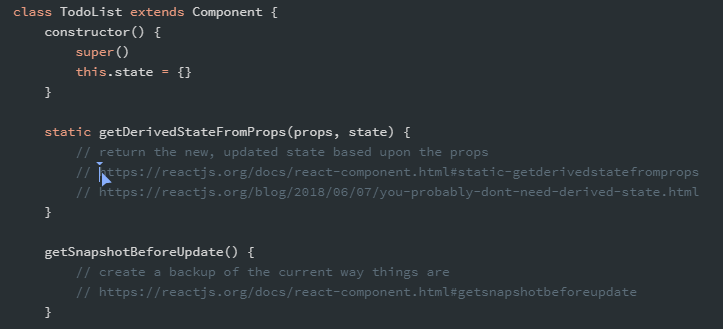 class TodoList extends Component {
    constructor() {
        super()
        this.state = {}
    }
    static getDerivedStateFromProps(props, state) {
        // return the new, updated state based upon the props
        // https://reactjs.org/docs/react-component.html#static-getderivedstatefromprops
        // https://reactjs.org/blog/2018/06/07/you-probably-dont-need-derived-state.html
    }
    getSnapshotBeforeUpdate() {
        // create a backup of the current way things are
        // https://reactjs.org/docs/react-component.html#getsnapshotbeforeupdate
    }